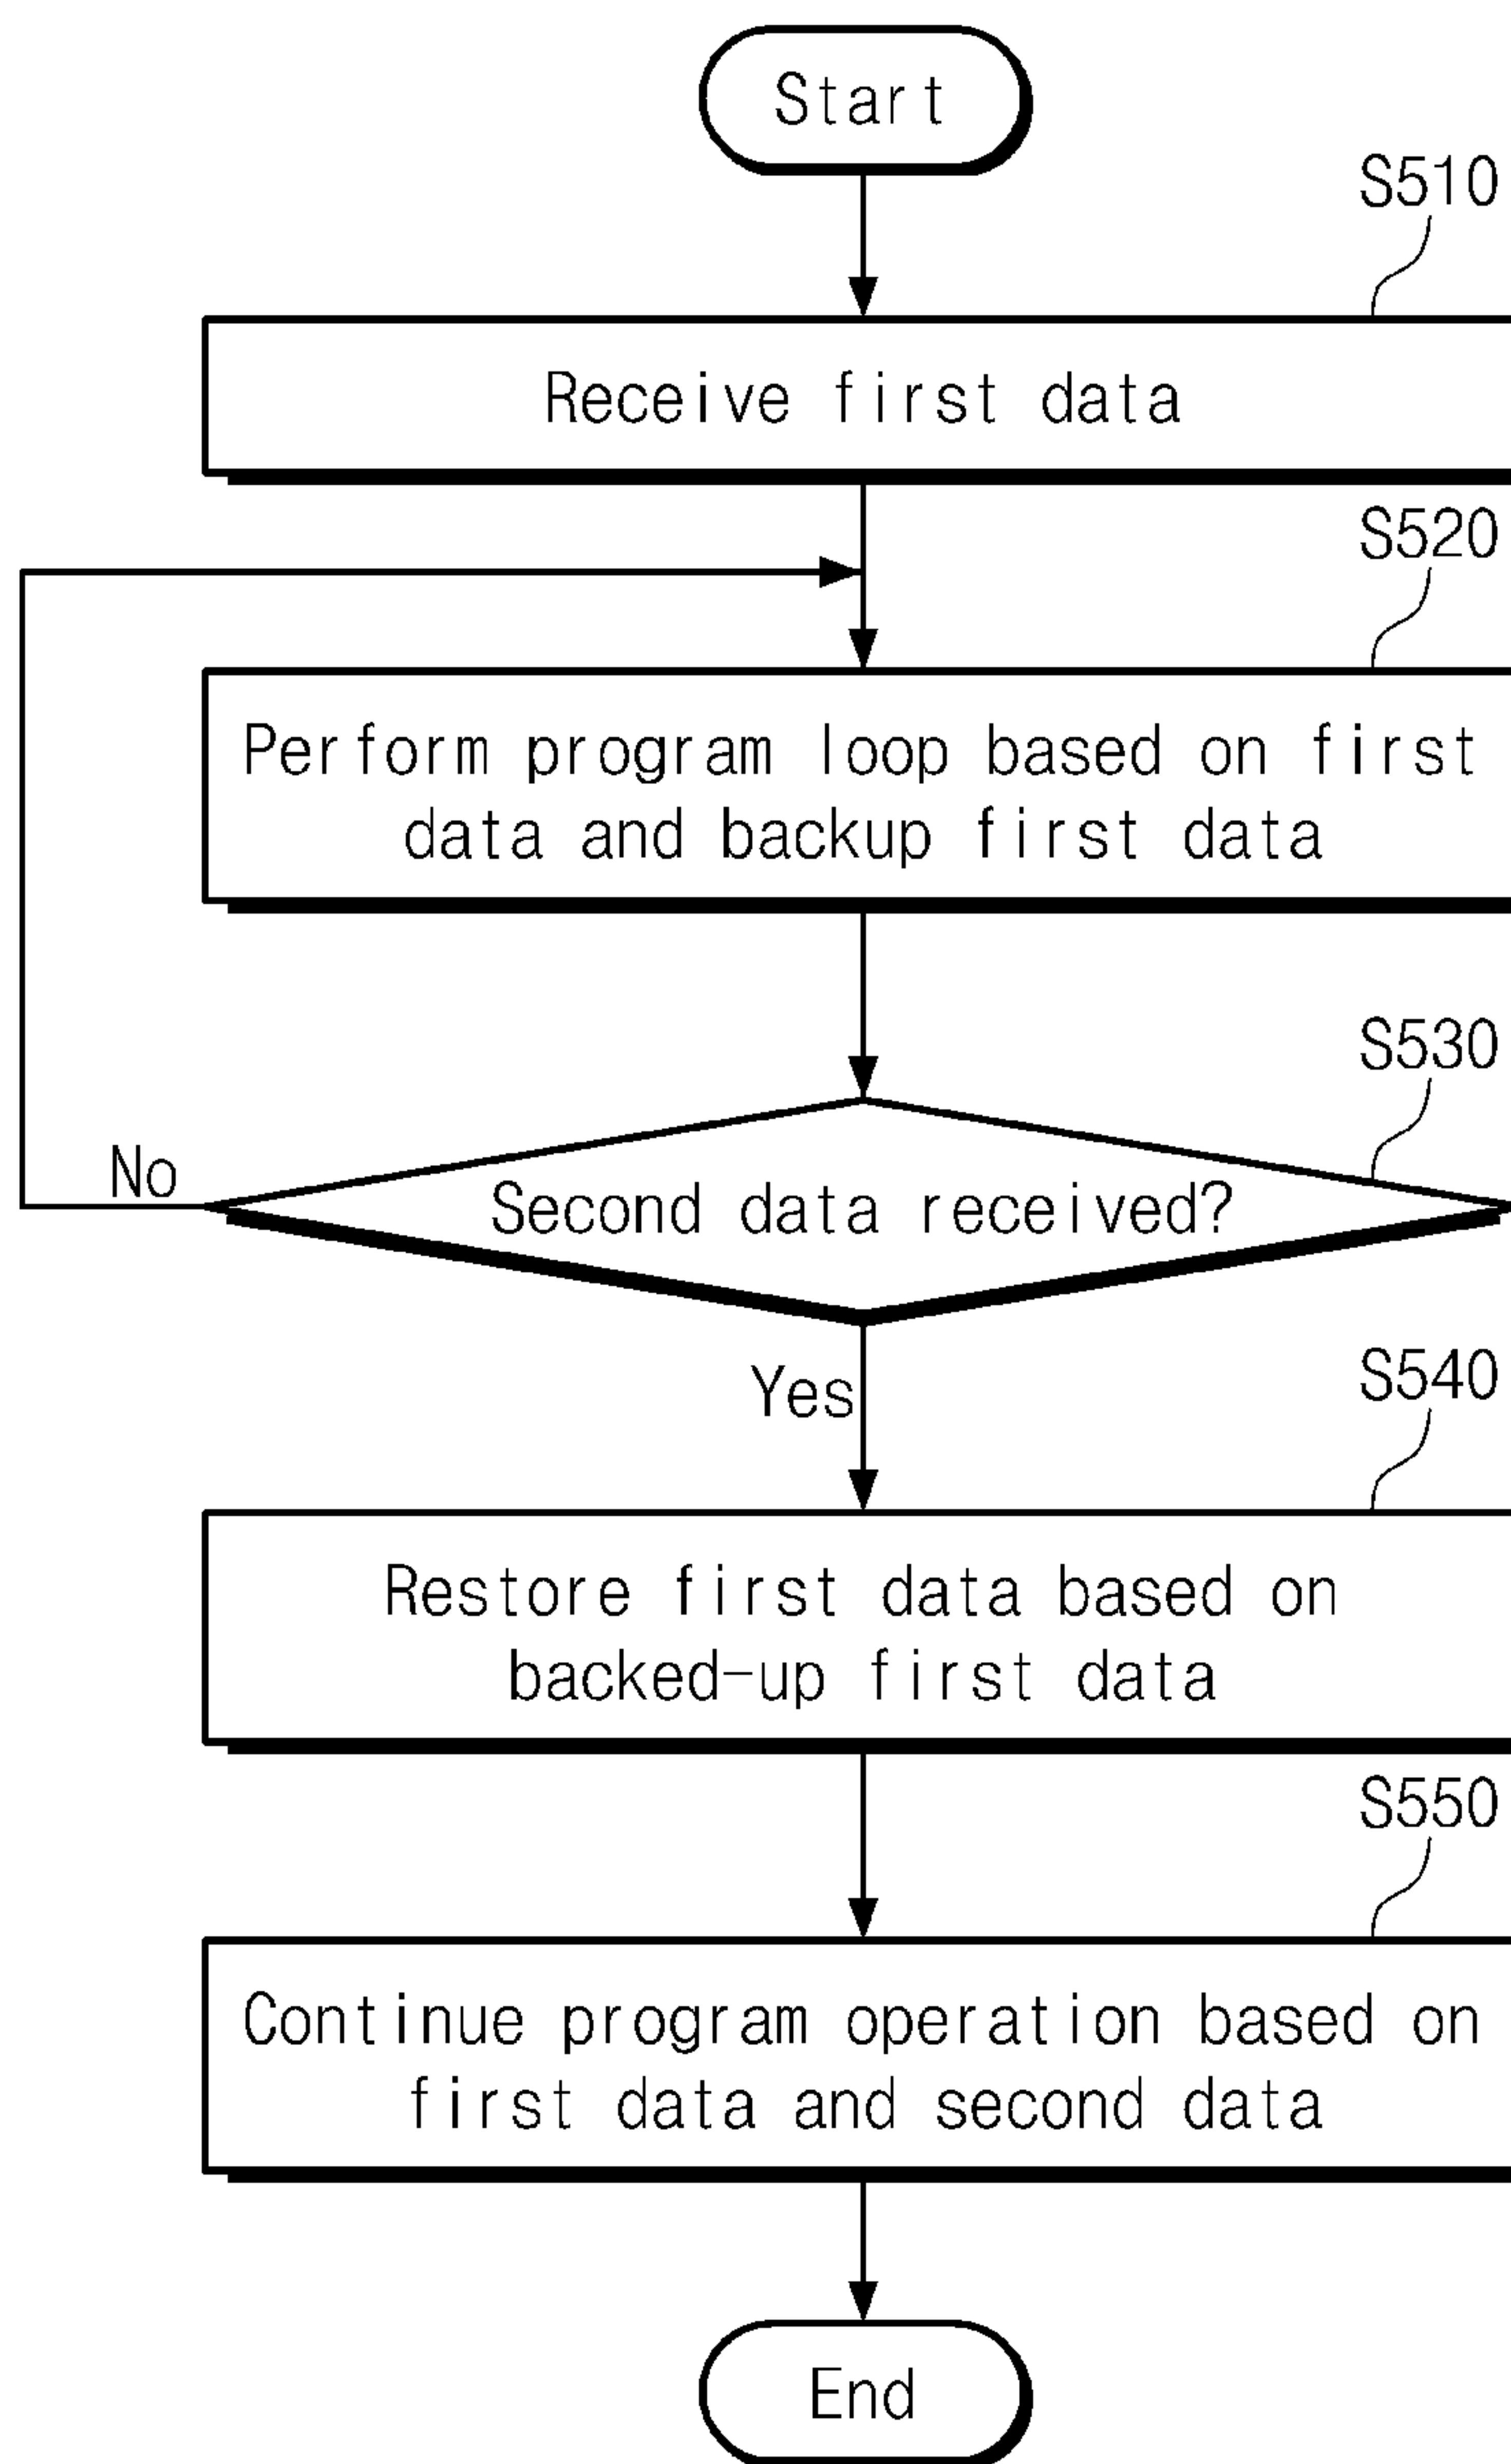 Start
S510
Receive first data
S520
Perform program loop based on first
data and backup first data
S530
No
Second data received?
Yes
S540
Restore first data based on
backed-up first data
S550
Continue program operation based on
first data and second data
End